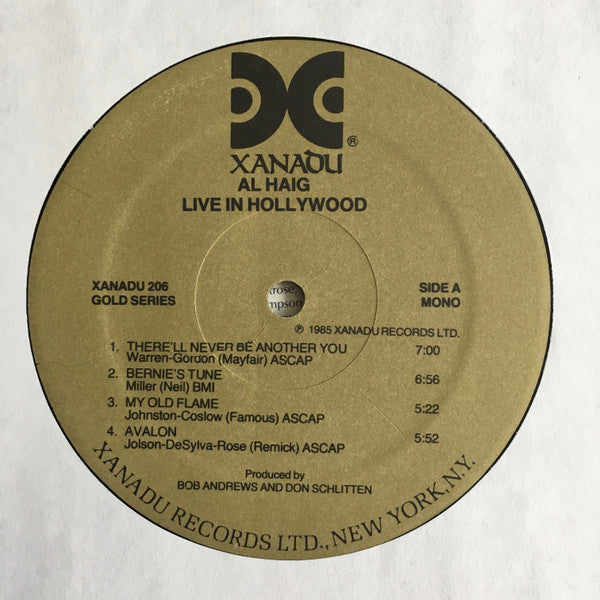 ®
XANADU
AL HAIG
LIVE IN HOLLYWOOD
XANADU 206
GOLD SERIES
SIDE A
MONO
rose,
mpson
℗ 1985 XANADU RECORDS LTD.
1. THERE'LL NEVER BE ANOTHER YOU 7:00
Warren-Gordon (Mayfair) ASCAP
2. BERNIE'S TUNE 6:56
Miller (Neil) BMI
3. MY OLD FLAME 5:22
Johnston-Coslow (Famous) ASCAP
4. AVALON 5:52
Jolson-DeSylva-Rose (Remick) ASCAP
Produced by
BOB ANDREWS AND DON SCHLITTEN
XANADU RECORDS LTD., NEW YORK, N.Y.